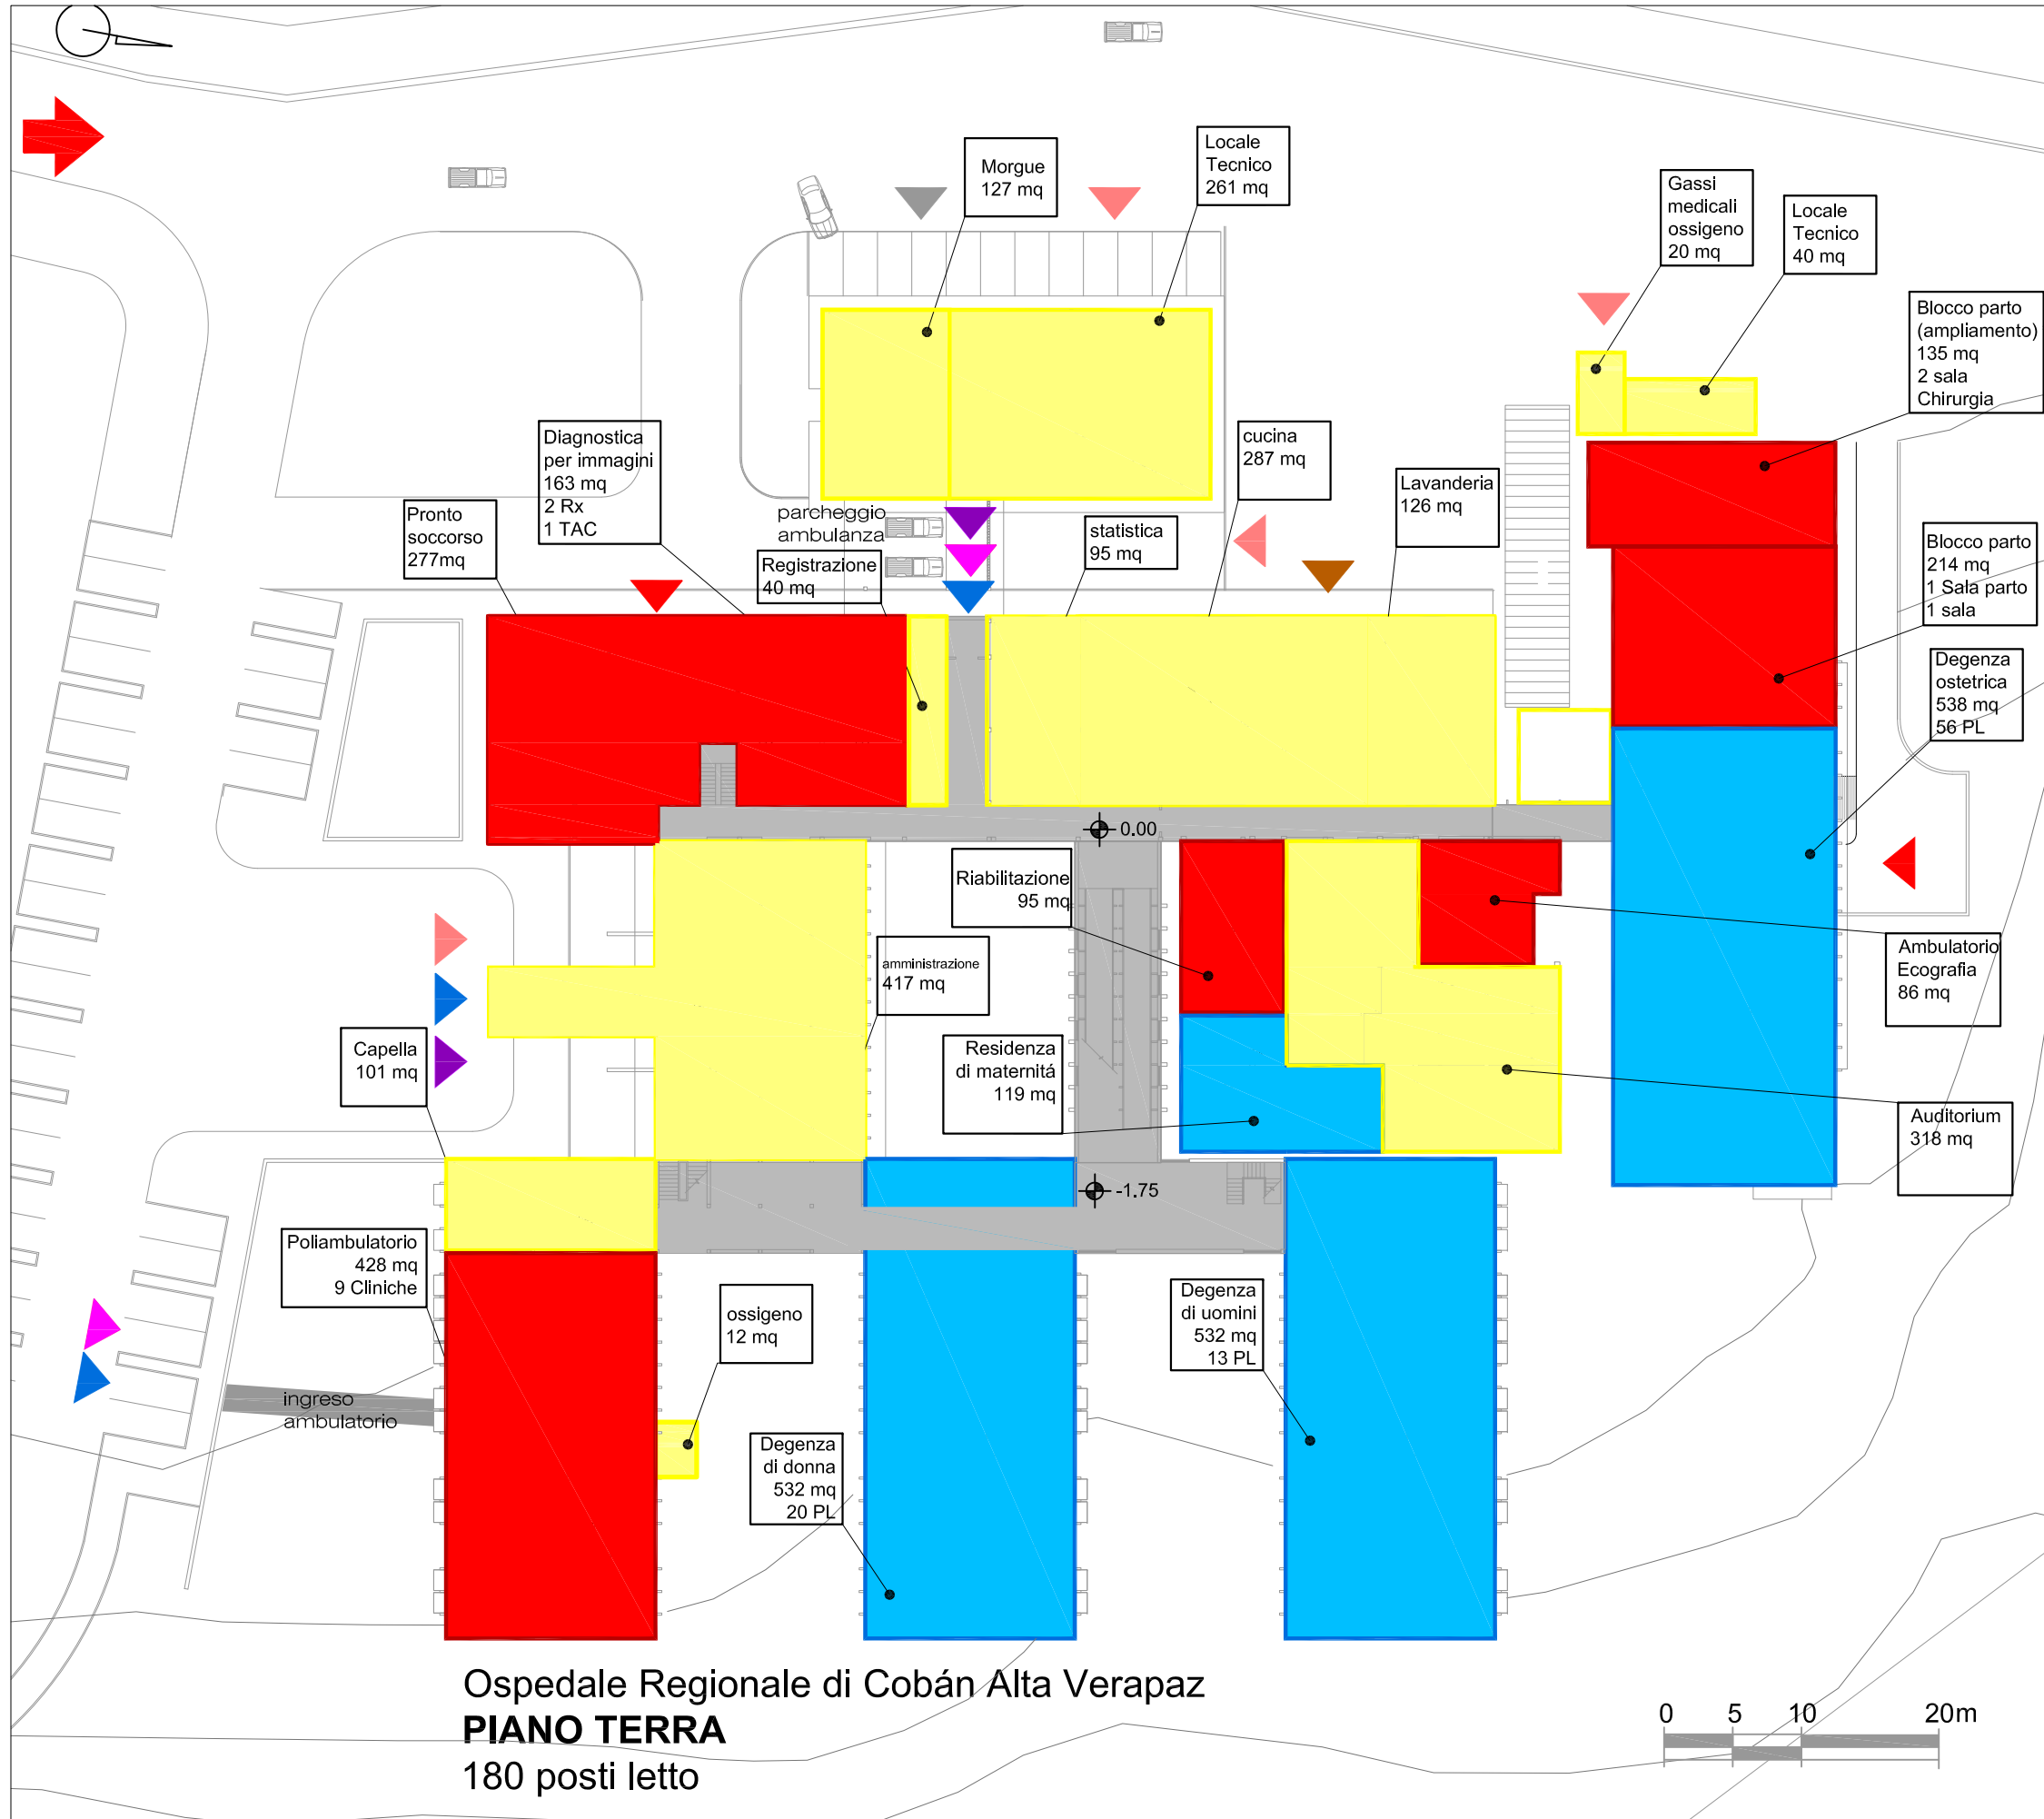 Morgue
127 mq
Locale
Tecnico
261 mq
Gassi
medicali
ossigeno
20 mq
Locale
Tecnico
40 mq
Blocco parto
(ampliamento)
135 mq
2 sala
Chirurgia
Diagnostica
per immagini
163 mq
2 Rx
1 TAC
cucina
287 mq
Lavanderia
126 mq
Pronto
soccorso
277mq
parcheggio
ambulanza
statistica
95 mq
Registrazione
40 mq
Blocco parto
214 mq
1 Sala parto
1 sala
Degenza
ostetrica
538 mq
56 PL
0.00
Riabilitazione
95 mq
amministrazione
417 mq
Ambulatorio
Ecografia
86 mq
Capella
101 mq
Residenza
di maternitá
119 mq
Auditorium
318 mq
-1.75
Poliambulatorio
428 mq
9 Cliniche
ossigeno
12 mq
Degenza
di uomini
532 mq
13 PL
ingreso
ambulatorio
Degenza
di donna
532 mq
20 PL
Ospedale Regionale di Cobán Alta Verapaz
PIANO TERRA
180 posti letto
0 5 10 20m